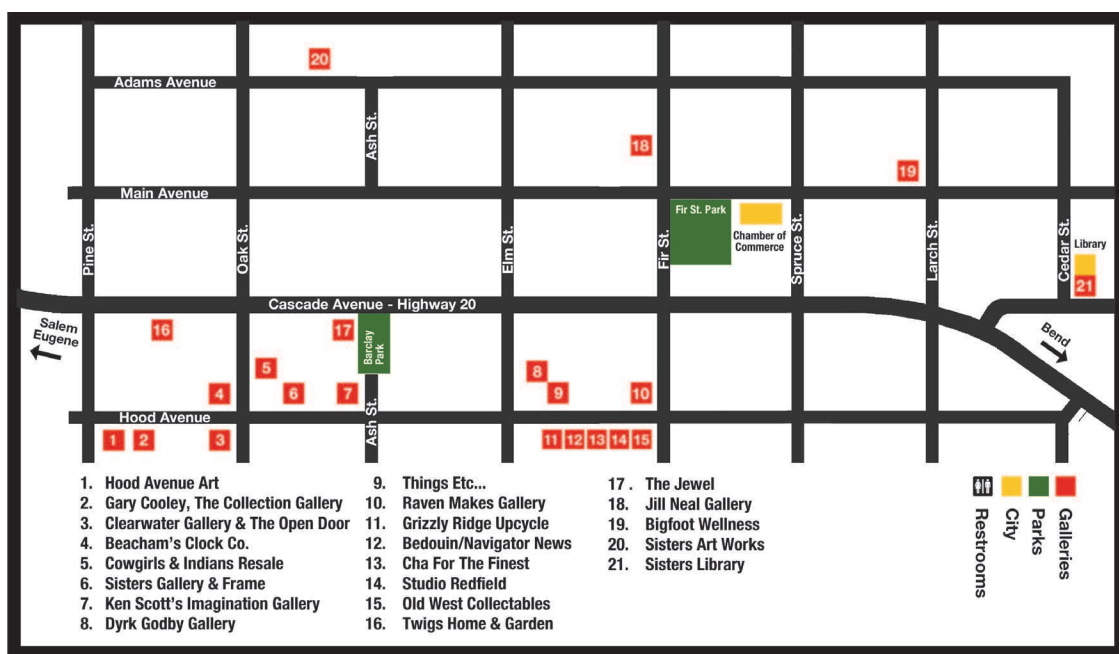 20
Adams Avenue
Ash St.
18
19
Main Avenue
Fir St. Park
Chamber of
Commerce
Pine St.
Oak St.
Elm St.
Fir St.
Spruce St.
Larch St.
Cedar St.
Library
21
Cascade Avenue - Highway 20
Salem
Eugene
Bend
16
17
Barclay
Park
5
8
4
6
7
9
10
Hood Avenue
Ash St.
1
2
3
11
12
13
14
15
1. Hood Avenue Art
2. Gary Cooley, The Collection Gallery
3. Clearwater Gallery & The Open Door
4. Beacham's Clock Co.
5. Cowgirls & Indians Resale
6. Sisters Gallery & Frame
7. Ken Scott's Imagination Gallery
8. Dyrk Godby Gallery
9. Things Etc...
10. Raven Makes Gallery
11. Grizzly Ridge Upcycle
12. Bedouin/Navigator News
13. Cha For The Finest
14. Studio Redfield
15. Old West Collectables
16. Twigs Home & Garden
17 . The Jewel
18. Jill Neal Gallery
19. Bigfoot Wellness
20. Sisters Art Works
21. Sisters Library
Restrooms
City
Parks
Galleries